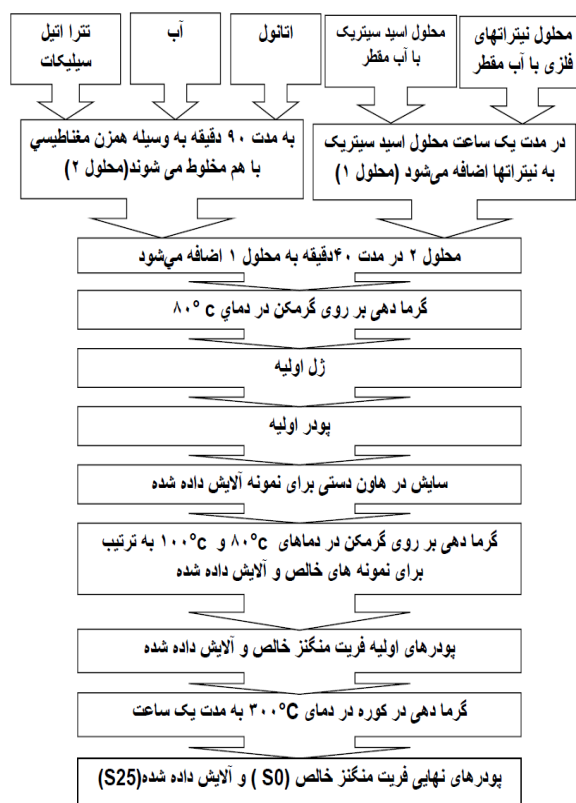 محلول نیتراتهای
فلزی با آب مقطر
محلول اسید سیتریک
با آب مقطر
اتانول
آب
تترا اتیل
سیلیکات
در مدت یک ساعت محلول اسید سیتریک
به نیتراتها اضافه می‌شود (محلول ۱)
به مدت ۹۰ دقیقه به وسیله همزن مغناطيسي
با هم مخلوط می شوند(محلول ۲)
محلول ۲ در مدت ۴۰دقیقه به محلول ۱ اضافه مي‌شود
گرما دهی بر روی گرمکن در دمای ۸۰° c
ژل اولیه
پودر اولیه
سایش در هاون دستی برای نمونه آلایش داده شده
گرما دهی بر روی گرمکن در دماهای ۸۰°c و ۱۰۰°c به ترتیب
برای نمونه های خالص و آلایش داده شده
پودرهای اولیه فریت منگنز خالص و آلایش داده شده
گرما دهی در کوره در دمای ۳۰۰°C به مدت یک ساعت
پودرهای نهایی فریت منگنز خالص (S0 ) و آلایش داده شده(S25)